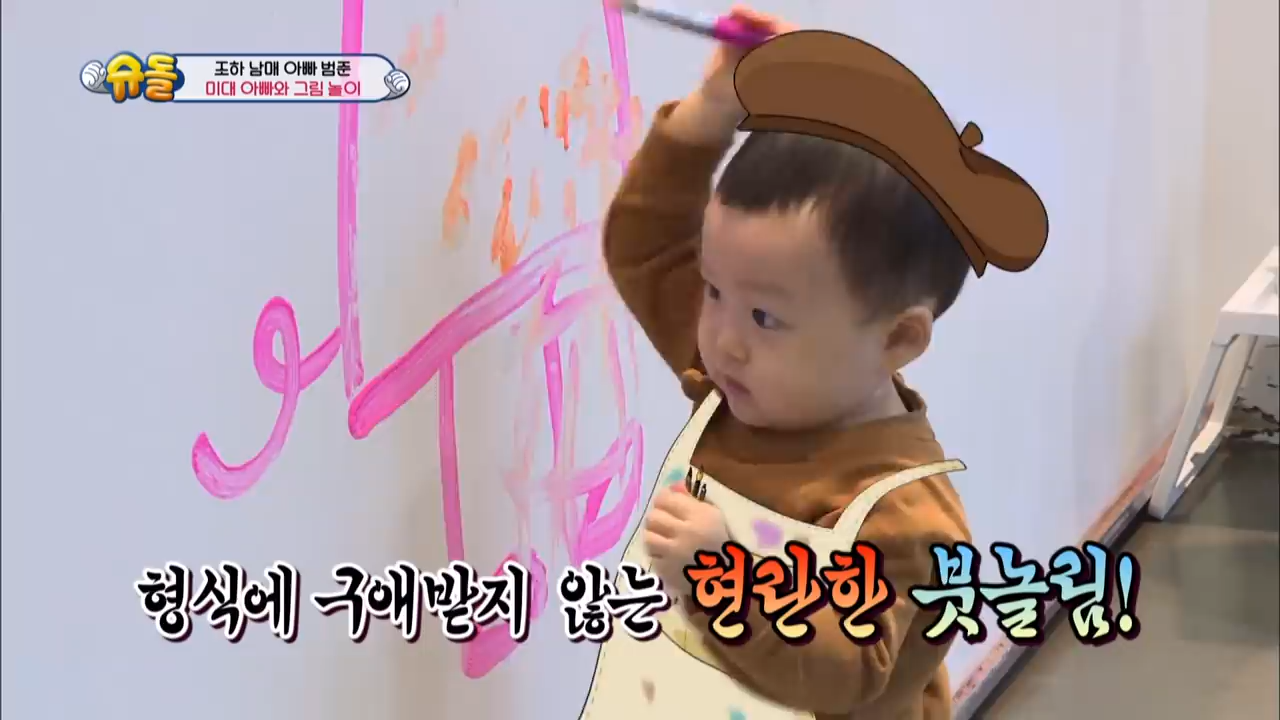 슈돌
조하 남매 아빠 범준
미대 아빠와 그림 놀이
형식에 구애받지 않는 현란한 붓놀림!